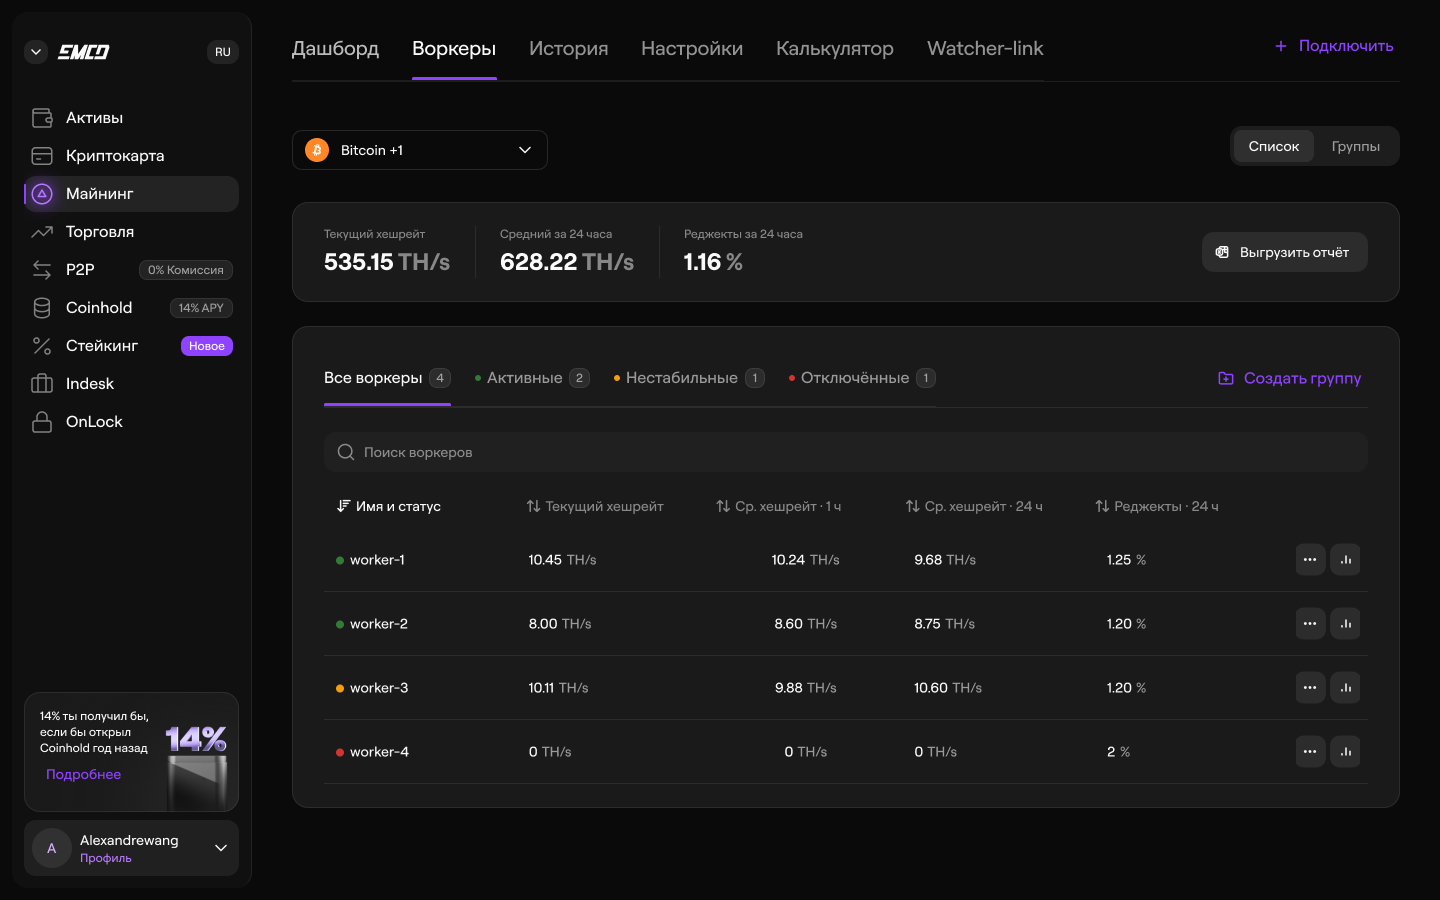 EMCD
RU
Активы
Криптокарта
Майнинг
Торговля
P2P
0% Комиссия
Coinhold
14% APY
Стейкинг
Новое
Indesk
OnLock
14% ты получил бы,
если бы открыл
Coinhold год назад
Подробнее
14%
A
Alexandrewang
Профиль
Дашборд Воркеры История Настройки Калькулятор Watcher-link
+ Подключить
Bitcoin +1
Список Группы
Текущий хешрейт Средний за 24 часа Реджекты за 24 часа
535.15 TH/s 628.22 TH/s 1.16 %
Выгрузить отчёт
Все воркеры 4 Активные 2 Нестабильные 1 Отключённые 1
Создать группу
Поиск воркеров
Имя и статус Текущий хешрейт Ср. хешрейт · 1 ч Ср. хешрейт · 24 ч Реджекты · 24 ч
worker-1 10.45 TH/s 10.24 TH/s 9.68 TH/s 1.25 %
worker-2 8.00 TH/s 8.60 TH/s 8.75 TH/s 1.20 %
worker-3 10.11 TH/s 9.88 TH/s 10.60 TH/s 1.20 %
worker-4 0 TH/s 0 TH/s 0 TH/s 2 %